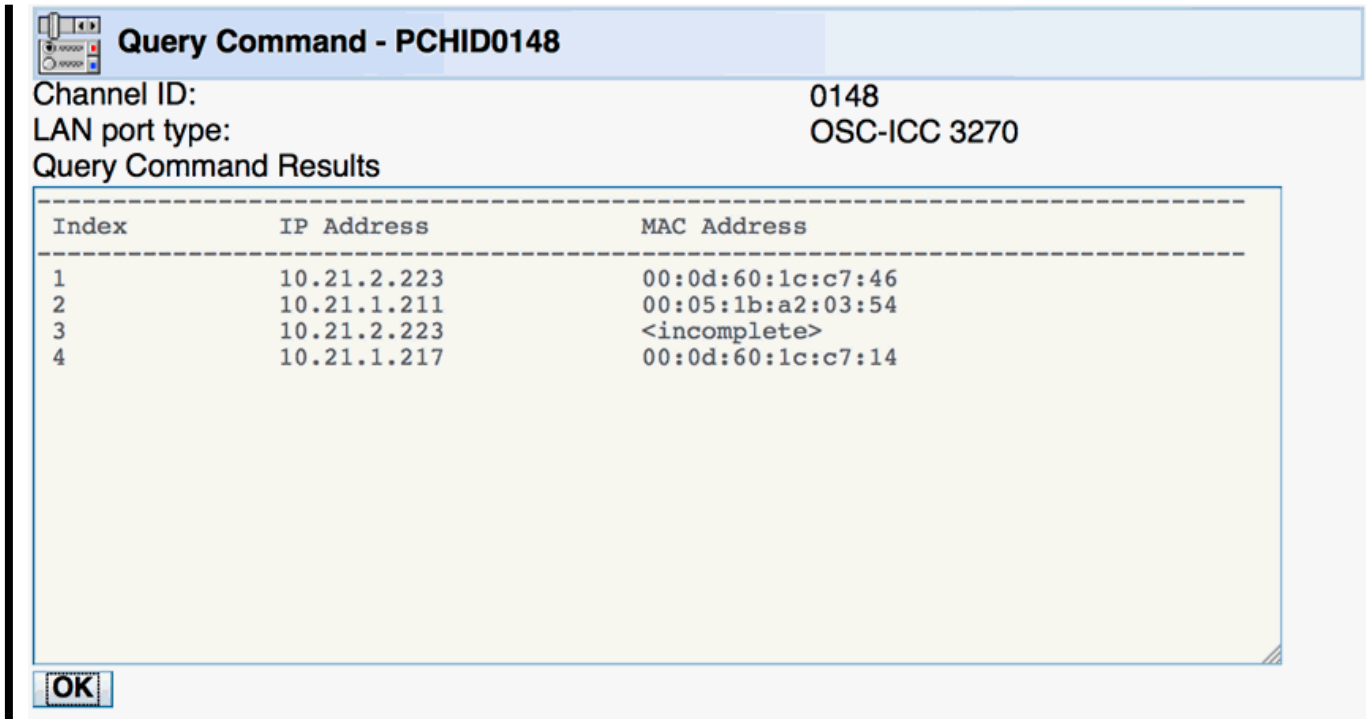 Query Command - PCHID0148
Channel ID: 0148
LAN port type: OSC-ICC 3270
Query Command Results
--------------------------------------------------------------------------------
Index IP Address MAC Address
--------------------------------------------------------------------------------
1 10.21.2.223 00:0d:60:1c:c7:46
2 10.21.1.211 00:05:1b:a2:03:54
3 10.21.2.223 <incomplete>
4 10.21.1.217 00:0d:60:1c:c7:14
OK